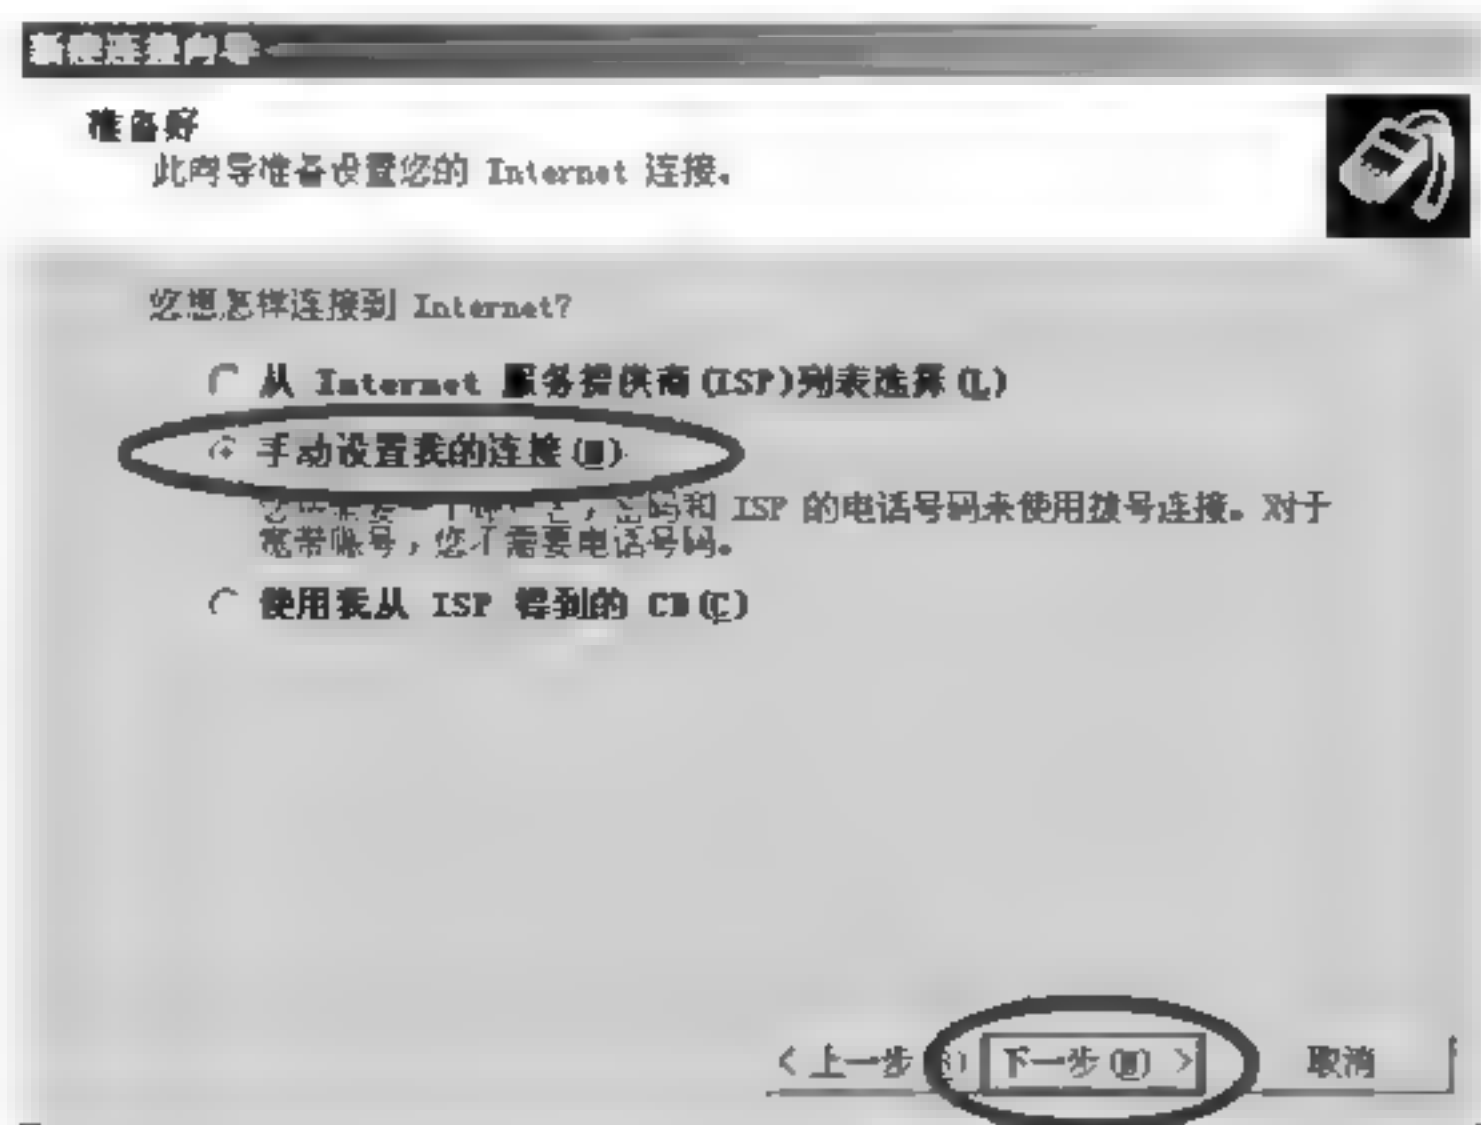 新建连接向导
准备好
此向导准备设置您的 Internet 连接。
您想怎样连接到 Internet?
从 Internet 服务提供商(ISP)列表选择(L)
手动设置我的连接(M)
，密码和 ISP 的电话号码来使用拨号连接。对于
宽带账号，您不需要电话号码。
使用我从 ISP 得到的 CD(C)
<上一步( ) 下一步(N) > 取消